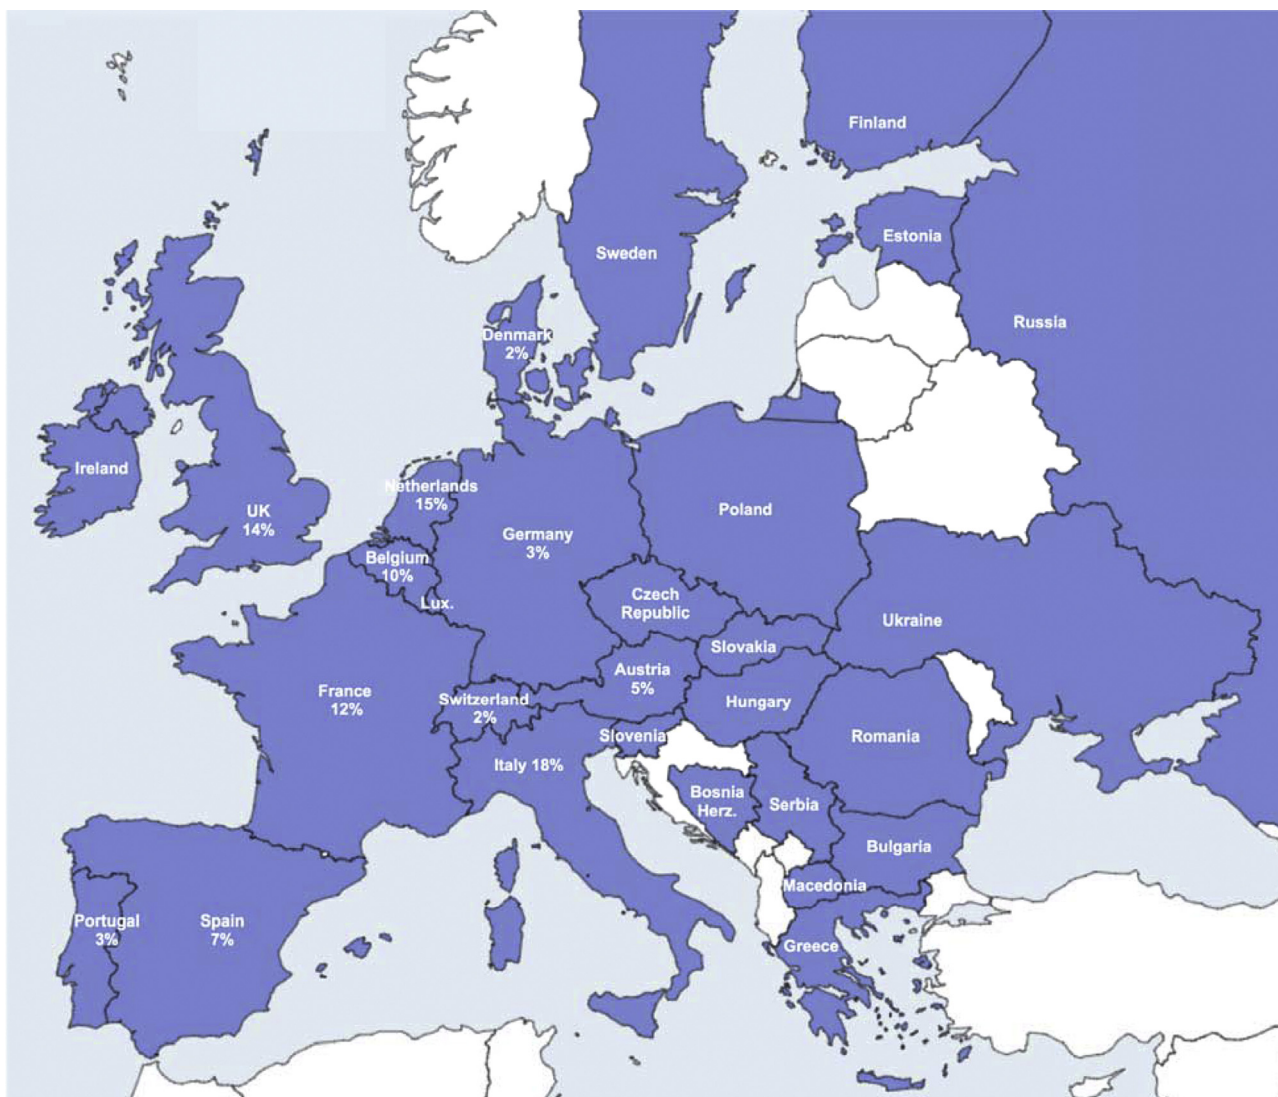 Finland
Estonia
Sweden
Russia
Denmark
2%
Ireland
Netherlands
15%
UK
14%
Poland
Germany
3%
Belgium
10%
Lux.
Czech
Republic
Ukraine
Slovakia
Austria
5%
France
12%
Switzerland
2%
Hungary
Slovenia
Romania
Italy 18%
Bosnia
Herz.
Serbia
Bulgaria
Macedonia
Portugal
3%
Spain
7%
Greece